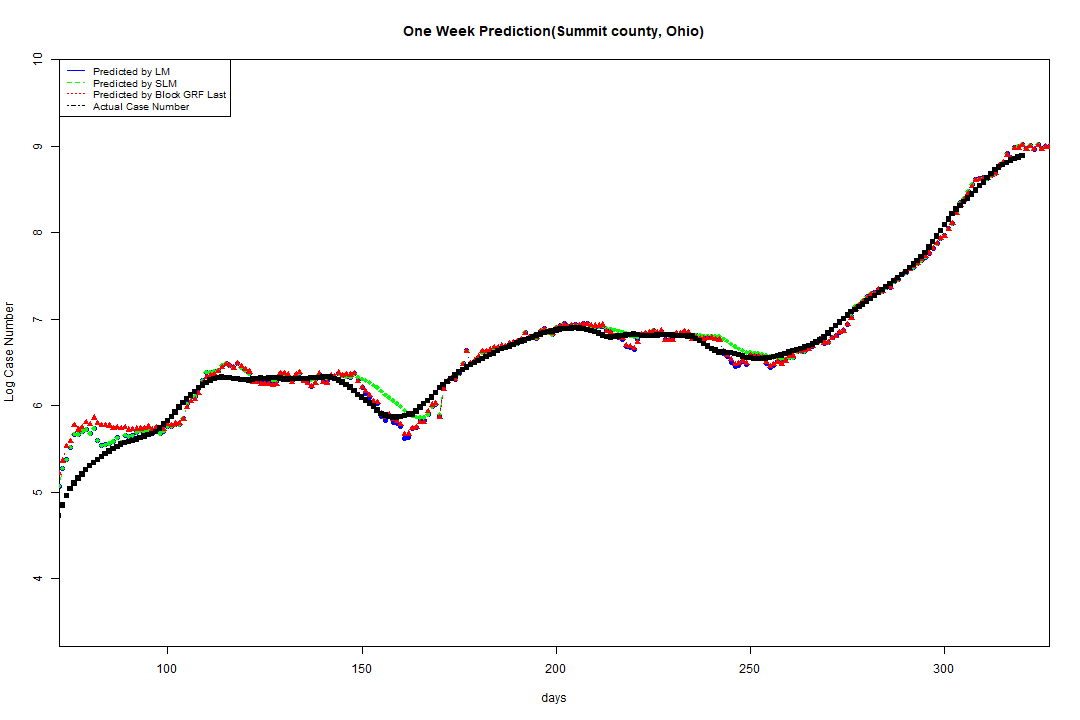 One Week Prediction(Summit county, Ohio)
Predicted by LM
Predicted by SLM
Predicted by Block GRF Last
Actual Case Number
10
9
8
7
6
5
4
Log Case Number
100 150 200 250 300
days